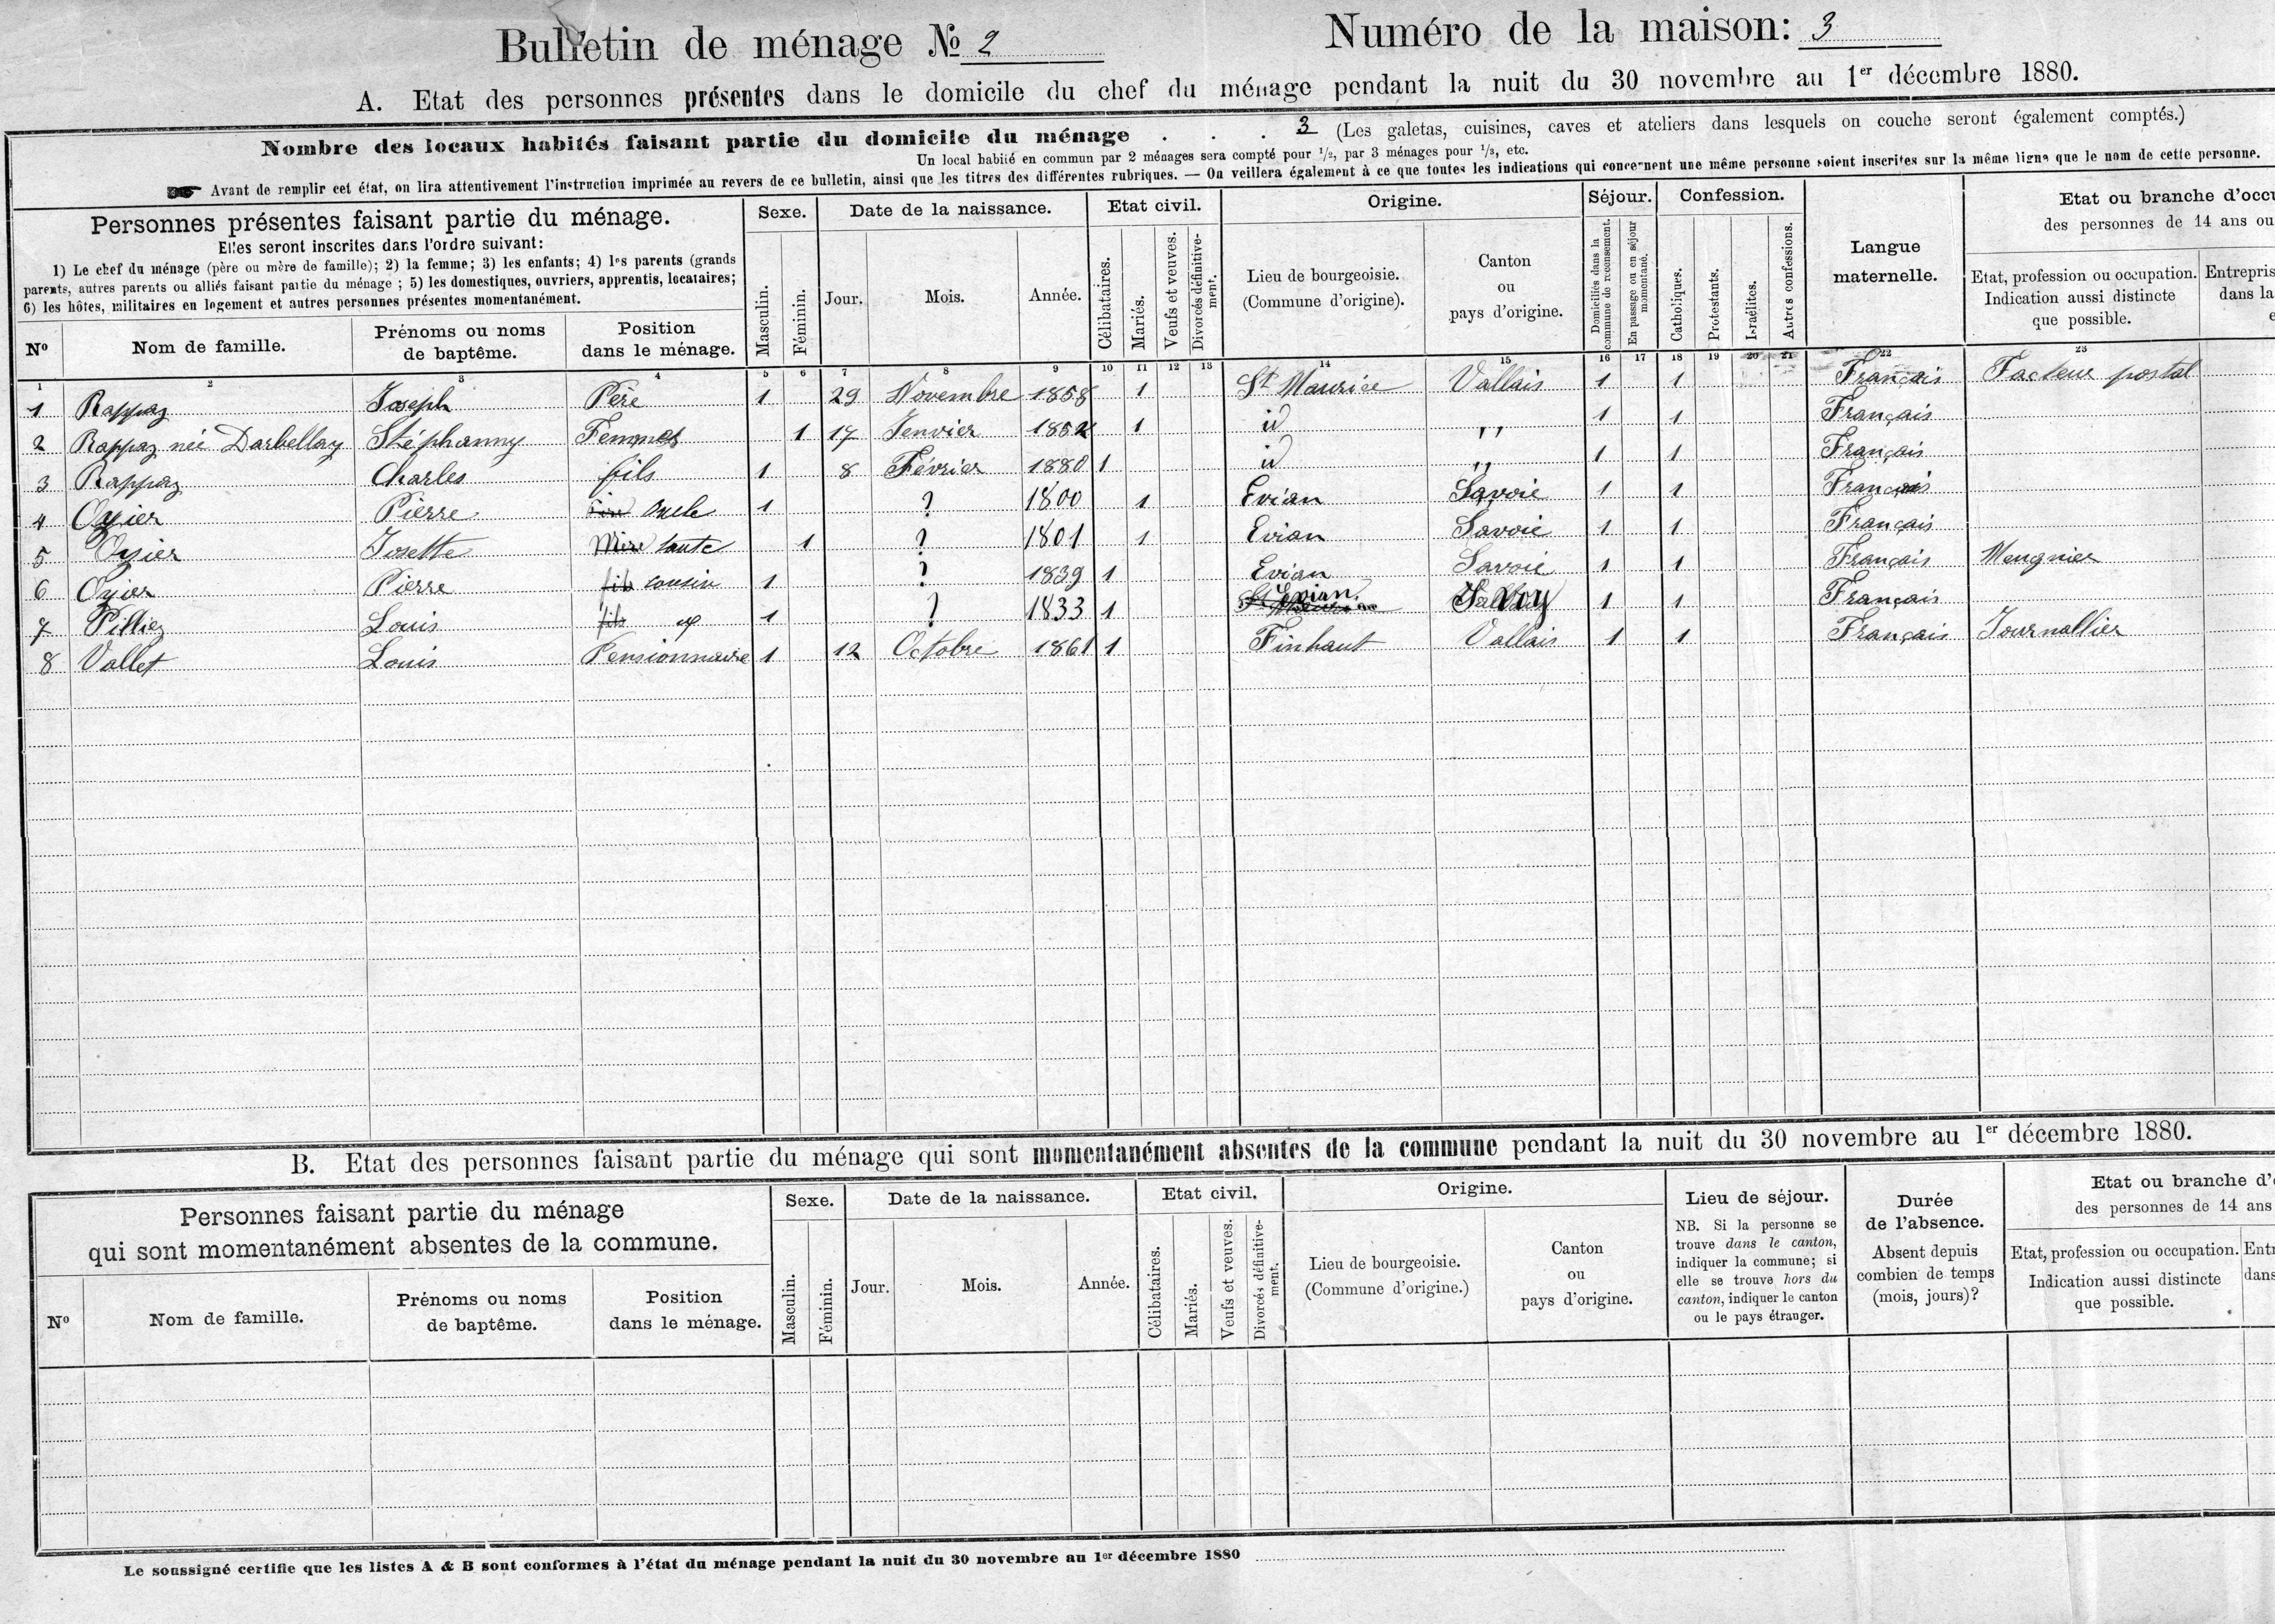 Bulletin de ménage № 2
Numéro de la maison: 3
A. Etat des personnes présentes dans le domicile du chef du ménage pendant la nuit du 30 novembre au 1er décembre 1880.
Nombre des locaux habités faisant partie du domicile du ménage . . . 3 (Les galetas, cuisines, caves et ateliers dans lesquels on couche seront également comptés.)
Un local habité en commun par 2 ménages sera compté pour 1/2, par 3 ménages pour 1/3, etc.
Avant de remplir cet état, on lira attentivement l'instruction imprimée au revers de ce bulletin, ainsi que les titres des différentes rubriques. — On veillera également à ce que toutes les indications qui concernent une même personne soient inscrites sur la même ligne que le nom de cette personne.
Personnes présentes faisant partie du ménage.
Elles seront inscrites dans l'ordre suivant:
1) Le chef du ménage (père ou mère de famille); 2) la femme; 3) les enfants; 4) les parents (grands
parents, autres parents ou alliés faisant partie du ménage ; 5) les domestiques, ouvriers, apprentis, locataires;
6) les hôtes, militaires en logement et autres personnes présentes momentanément.
Nº
Nom de famille.
Prénoms ou noms
de baptême.
Position
dans le ménage.
Sexe.
Masculin.
Féminin.
Date de la naissance.
Jour.
Mois.
Année.
Etat civil.
Célibataires.
Mariés.
Veufs et veuves.
Divorcés définitive-
ment.
Origine.
Lieu de bourgeoisie.
(Commune d'origine).
Canton
ou
pays d'origine.
Séjour.
Domiciliés dans la
commune de recensement.
En passage ou en séjour
momentané.
Confession.
Catholiques.
Protestants.
Israélites.
Autres confessions.
Langue
maternelle.
Etat ou branche d'occu
des personnes de 14 ans ou
Etat, profession ou occupation.
Indication aussi distincte
que possible.
Entrepris
dans la
e
1 2 3 4 5 6 7 8 9 10 11 12 13 14 15 16 17 18 19 20 21 22 23
1 Rappaz Joseph Père 1 29 Novembre 1858 1 St Maurice Vallais 1 1 Français Facteur postal
2 Rappaz née Darbellay Stéphanny Femme 1 17 Jenvier 1852 1 id " 1 1 Français
3 Rappaz Charles fils 1 8 Février 1880 1 id " 1 1 Français
4 Ozier Pierre oncle 1 ? 1800 1 Evian Savoie 1 1 Français
5 Ozier Josette Mère tante 1 ? 1801 1 Evian Savoie 1 1 Français
6 Ozier Pierre fils cousin 1 ? 1839 1 Evian Savoie 1 1 Français Meugnier
7 Pilliez Louis fils 1 ? 1833 1 Evian Savoy 1 1 Français
8 Vallet Louis Pensionnaire 1 12 Octobre 1861 1 Finhaut Vallais 1 1 Français Journallier
B. Etat des personnes faisant partie du ménage qui sont momentanément absentes de la commune pendant la nuit du 30 novembre au 1er décembre 1880.
Personnes faisant partie du ménage
qui sont momentanément absentes de la commune.
Nº
Nom de famille.
Prénoms ou noms
de baptême.
Position
dans le ménage.
Sexe.
Masculin.
Féminin.
Date de la naissance.
Jour.
Mois.
Année.
Etat civil.
Célibataires.
Mariés.
Veufs et veuves.
Divorcés définitive-
ment.
Origine.
Lieu de bourgeoisie.
(Commune d'origine.)
Canton
ou
pays d'origine.
Lieu de séjour.
NB. Si la personne se
trouve dans le canton,
indiquer la commune; si
elle se trouve hors du
canton, indiquer le canton
ou le pays étranger.
Durée
de l'absence.
Absent depuis
combien de temps
(mois, jours)?
Etat ou branche d'
des personnes de 14 ans
Etat, profession ou occupation.
Indication aussi distincte
que possible.
Entr
dans
Le soussigné certifie que les listes A & B sont conformes à l'état du ménage pendant la nuit du 30 novembre au 1er décembre 1880